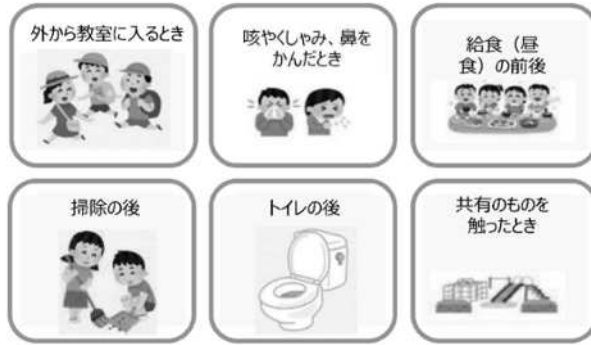 外から教室に入るとき
咳やくしゃみ、鼻を
かんだとき
給食（昼
食）の前後
掃除の後
トイレの後
共有のものを
触ったとき